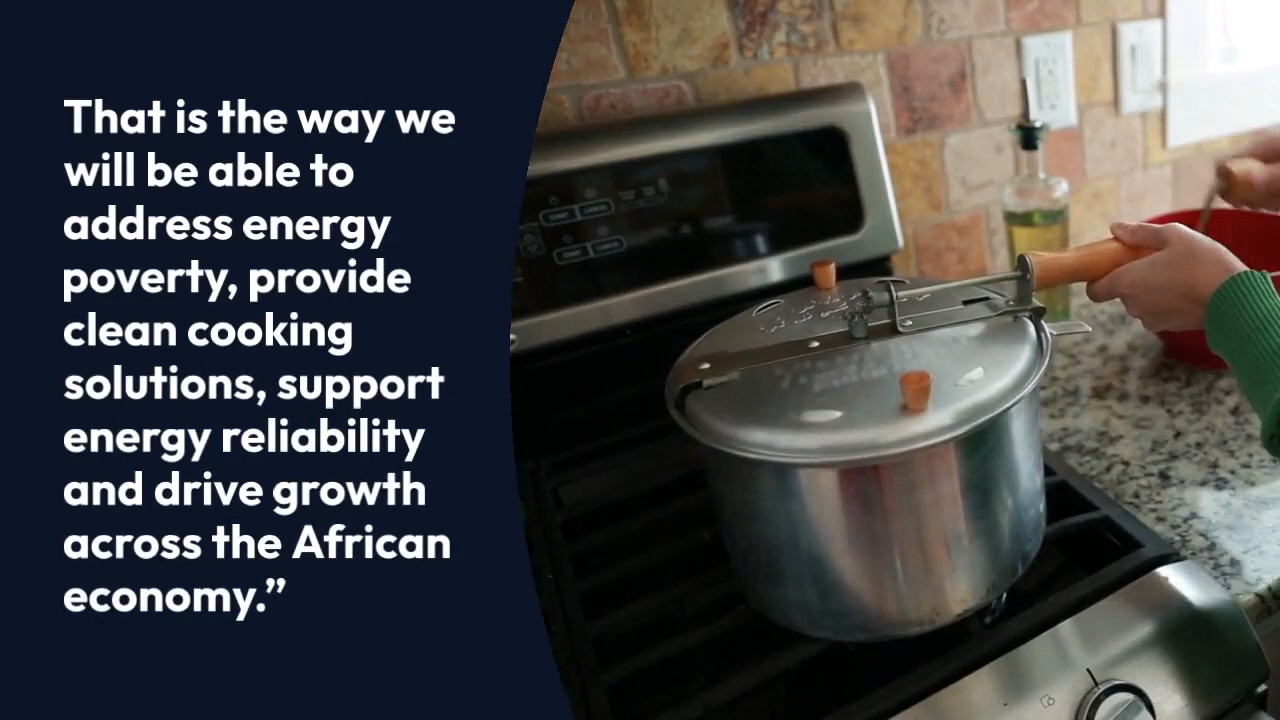 That is the way we
will be able to
address energy
poverty, provide
clean cooking
solutions, support
energy reliability
and drive growth
across the African
economy.”